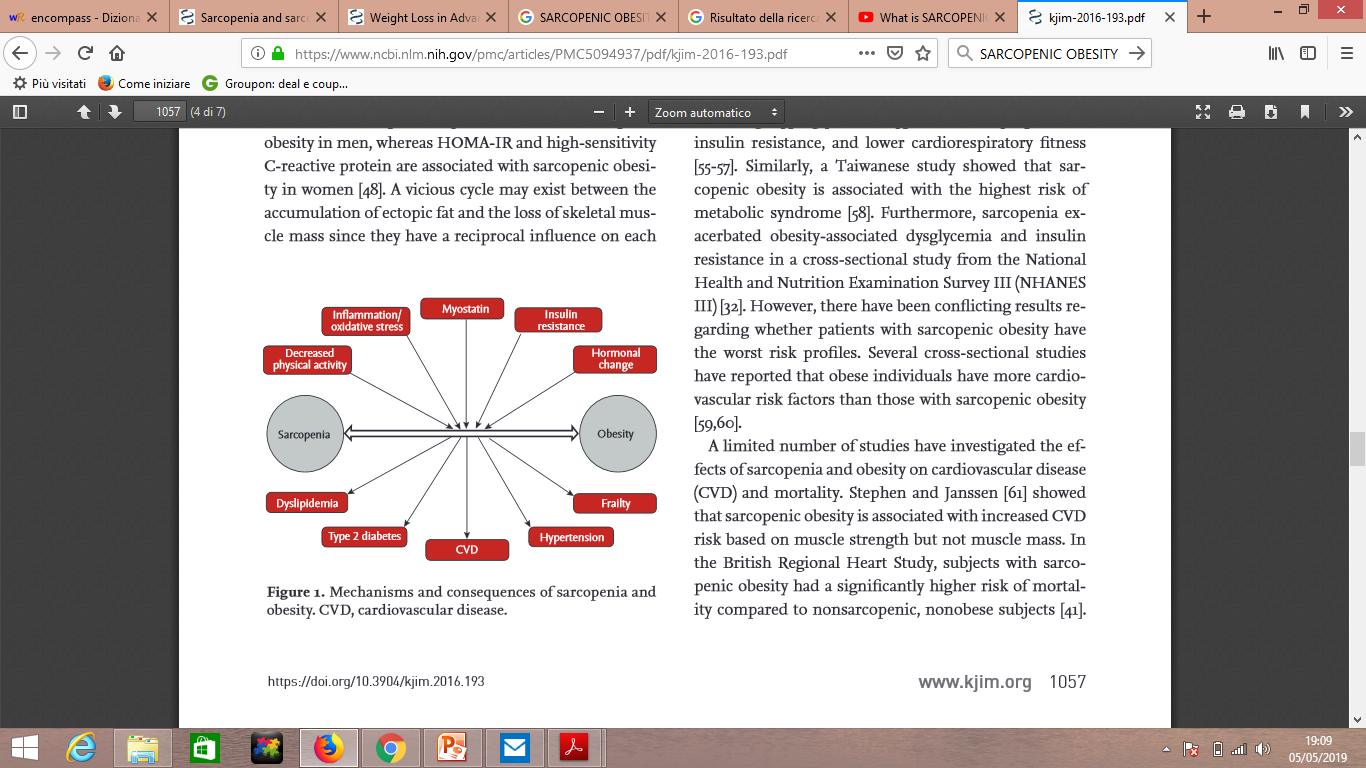 encompass - Diziona
Sarcopenia and sarco
Weight Loss in Advan
SARCOPENIC OBESIT
Risultato della ricerca
What is SARCOPENIC
kjim-2016-193.pdf
https://www.ncbi.nlm.nih.gov/pmc/articles/PMC5094937/pdf/kjim-2016-193.pdf
SARCOPENIC OBESITY
Più visitati
Come iniziare
Groupon: deal e coup...
1057 (4 di 7)
Zoom automatico
obesity in men, whereas HOMA-IR and high-sensitivity
C-reactive protein are associated with sarcopenic obesi-
ty in women [48]. A vicious cycle may exist between the
accumulation of ectopic fat and the loss of skeletal mus-
cle mass since they have a reciprocal influence on each
Myostatin
Inflammation/
oxidative stress
Insulin
resistance
Decreased
physical activity
Hormonal
change
Sarcopenia
Obesity
Dyslipidemia
Frailty
Type 2 diabetes
Hypertension
CVD
Figure 1. Mechanisms and consequences of sarcopenia and
obesity. CVD, cardiovascular disease.
insulin resistance, and lower cardiorespiratory fitness
[55-57]. Similarly, a Taiwanese study showed that sar-
copenic obesity is associated with the highest risk of
metabolic syndrome [58]. Furthermore, sarcopenia ex-
acerbated obesity-associated dysglycemia and insulin
resistance in a cross-sectional study from the National
Health and Nutrition Examination Survey III (NHANES
III) [32]. However, there have been conflicting results re-
garding whether patients with sarcopenic obesity have
the worst risk profiles. Several cross-sectional studies
have reported that obese individuals have more cardio-
vascular risk factors than those with sarcopenic obesity
[59,60].
A limited number of studies have investigated the ef-
fects of sarcopenia and obesity on cardiovascular disease
(CVD) and mortality. Stephen and Janssen [61] showed
that sarcopenic obesity is associated with increased CVD
risk based on muscle strength but not muscle mass. In
the British Regional Heart Study, subjects with sarco-
penic obesity had a significantly higher risk of mortal-
ity compared to nonsarcopenic, nonobese subjects [41].
https://doi.org/10.3904/kjim.2016.193
www.kjim.org 1057
19:09
05/05/2019